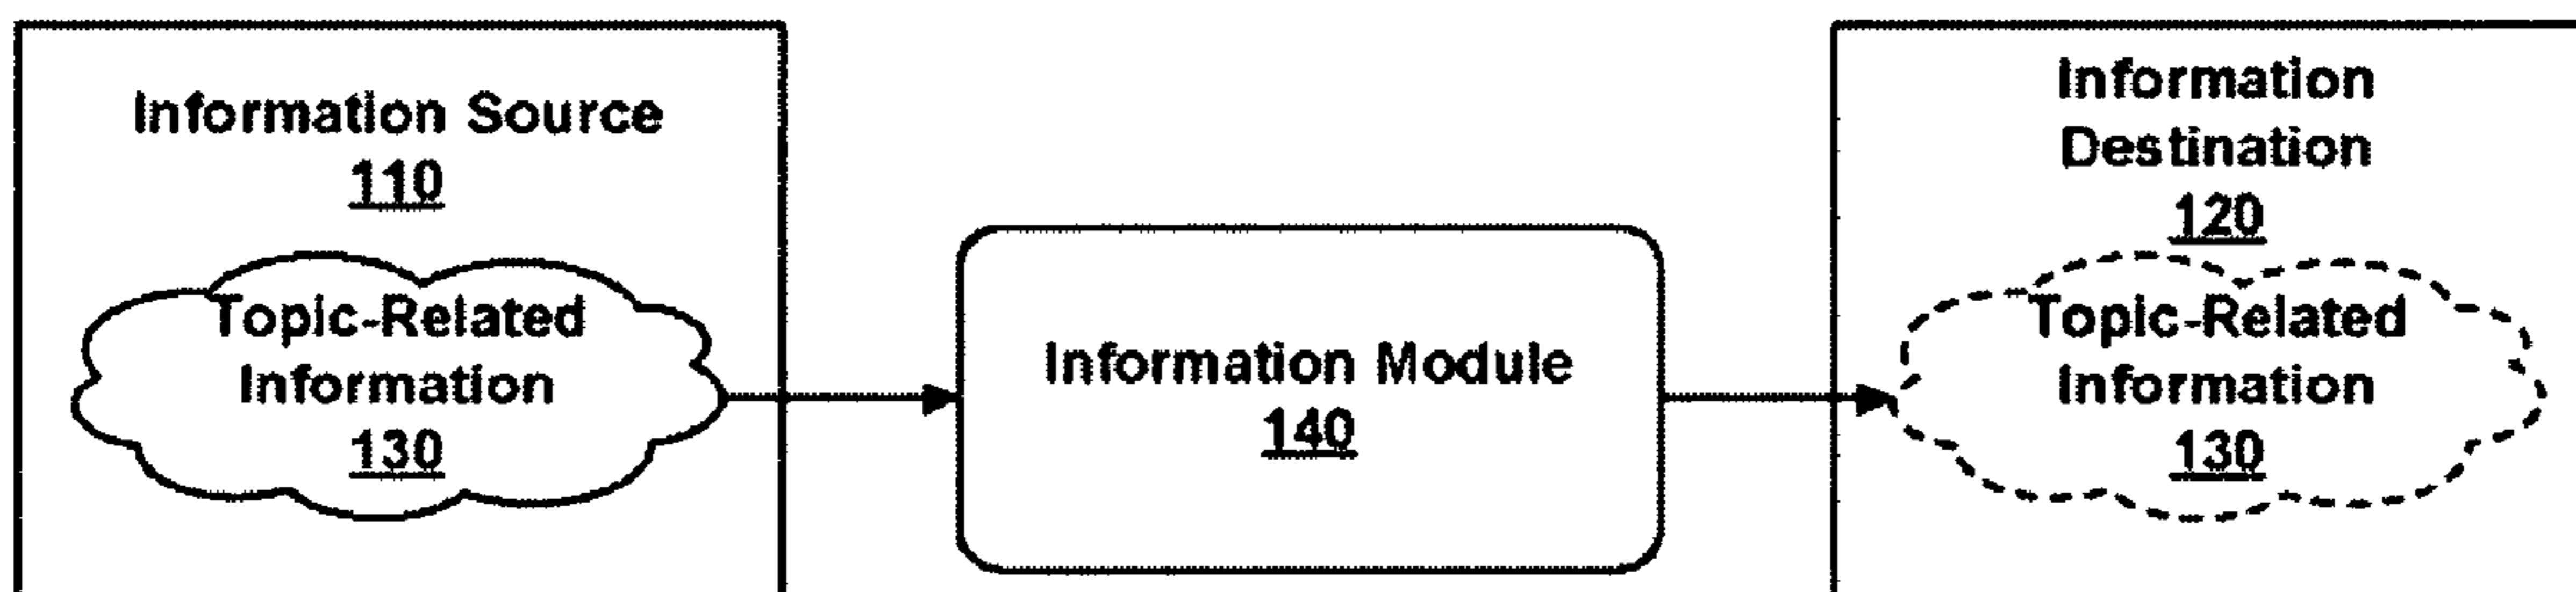 Information Source
110
Topic-Related
Information
130
Information Module
140
Information
Destination
120
Topic-Related
Information
130